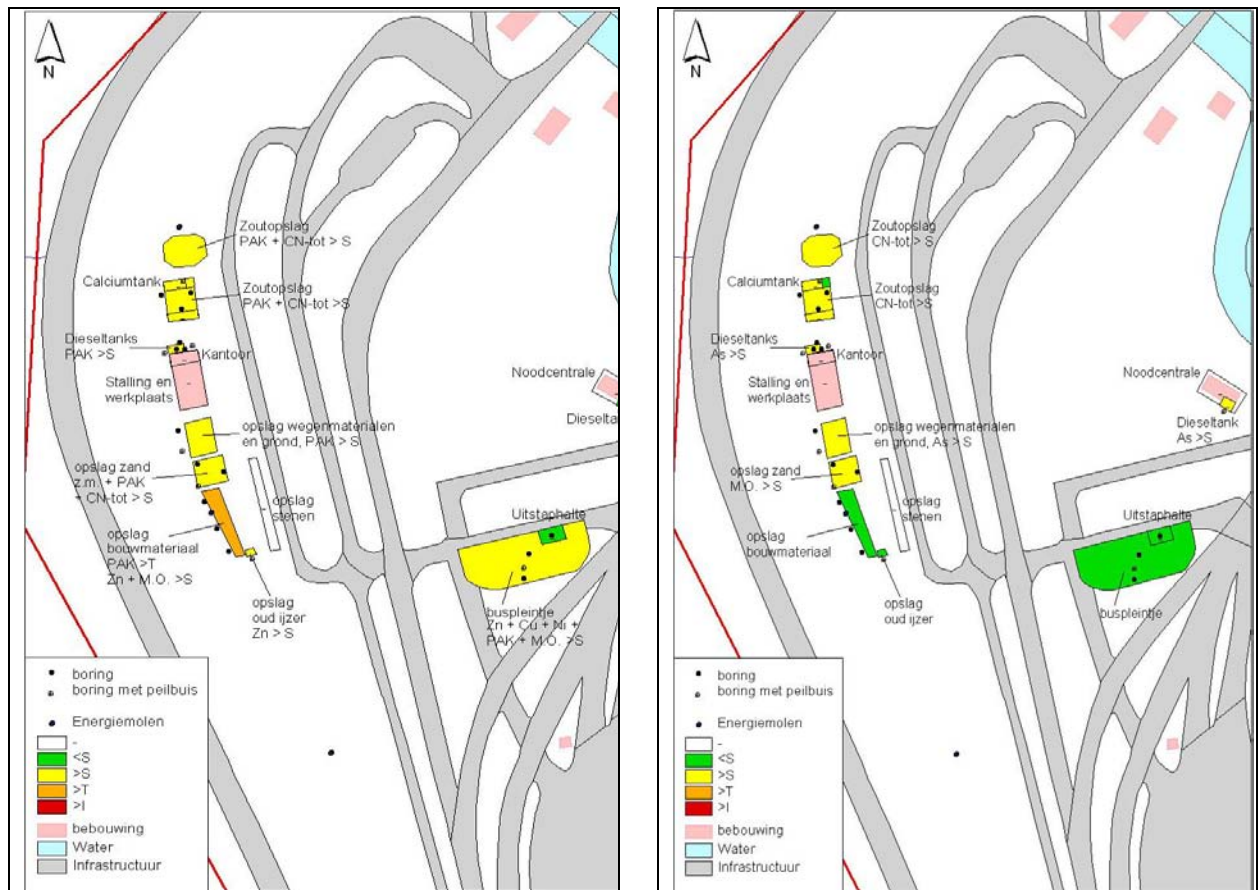 N
Zoutopslag
PAK + CN-tot > S
Calciumtank
Zoutopslag
PAK + CN-tot >S
Dieseltanks
PAK >S
Kantoor
Stalling en
werkplaats
Noodcentrale
Dieselta
opslag wegenmaterialen
en grond, PAK > S
opslag zand
z.m. + PAK
+ CN-tot > S
opslag
stenen
Uitstaphalte
opslag
bouwmateriaal
PAK >T
Zn + M.O. >S
opslag
oud ijzer
Zn > S
buspleintje
Zn + Cu + Ni +
PAK + M.O. >S
boring
boring met peilbuis
Energiemolen
-
<S
>S
>T
>I
bebouwing
Water
Infrastructuur
N
Zoutopslag
CN-tot > S
Calciumtank
Zoutopslag
CN-tot >S
Dieseltanks
As >S
Kantoor
Stalling en
werkplaats
Noodcentrale
Dieseltank
As >S
opslag wegenmaterialen
en grond, As > S
opslag zand
M.O. > S
opslag
stenen
Uitstaphalte
opslag
bouwmateriaal
opslag
oud ijzer
buspleintje
boring
boring met peilbuis
Energiemolen
-
<S
>S
>T
>I
bebouwing
Water
Infrastructuur